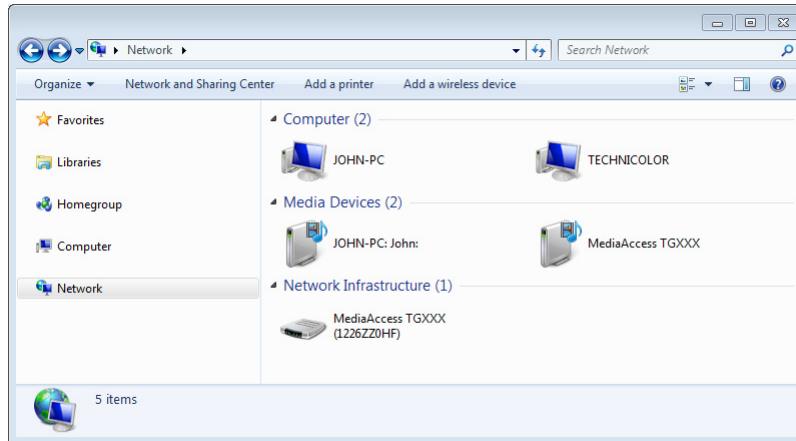 Network
Search Network
Organize
Network and Sharing Center
Add a printer
Add a wireless device
Favorites
Libraries
Homegroup
Computer
Network
Computer (2)
JOHN-PC
TECHNICOLOR
Media Devices (2)
JOHN-PC: John:
MediaAccess TGXXX
Network Infrastructure (1)
MediaAccess TGXXX
(1226ZZ0HF)
5 items